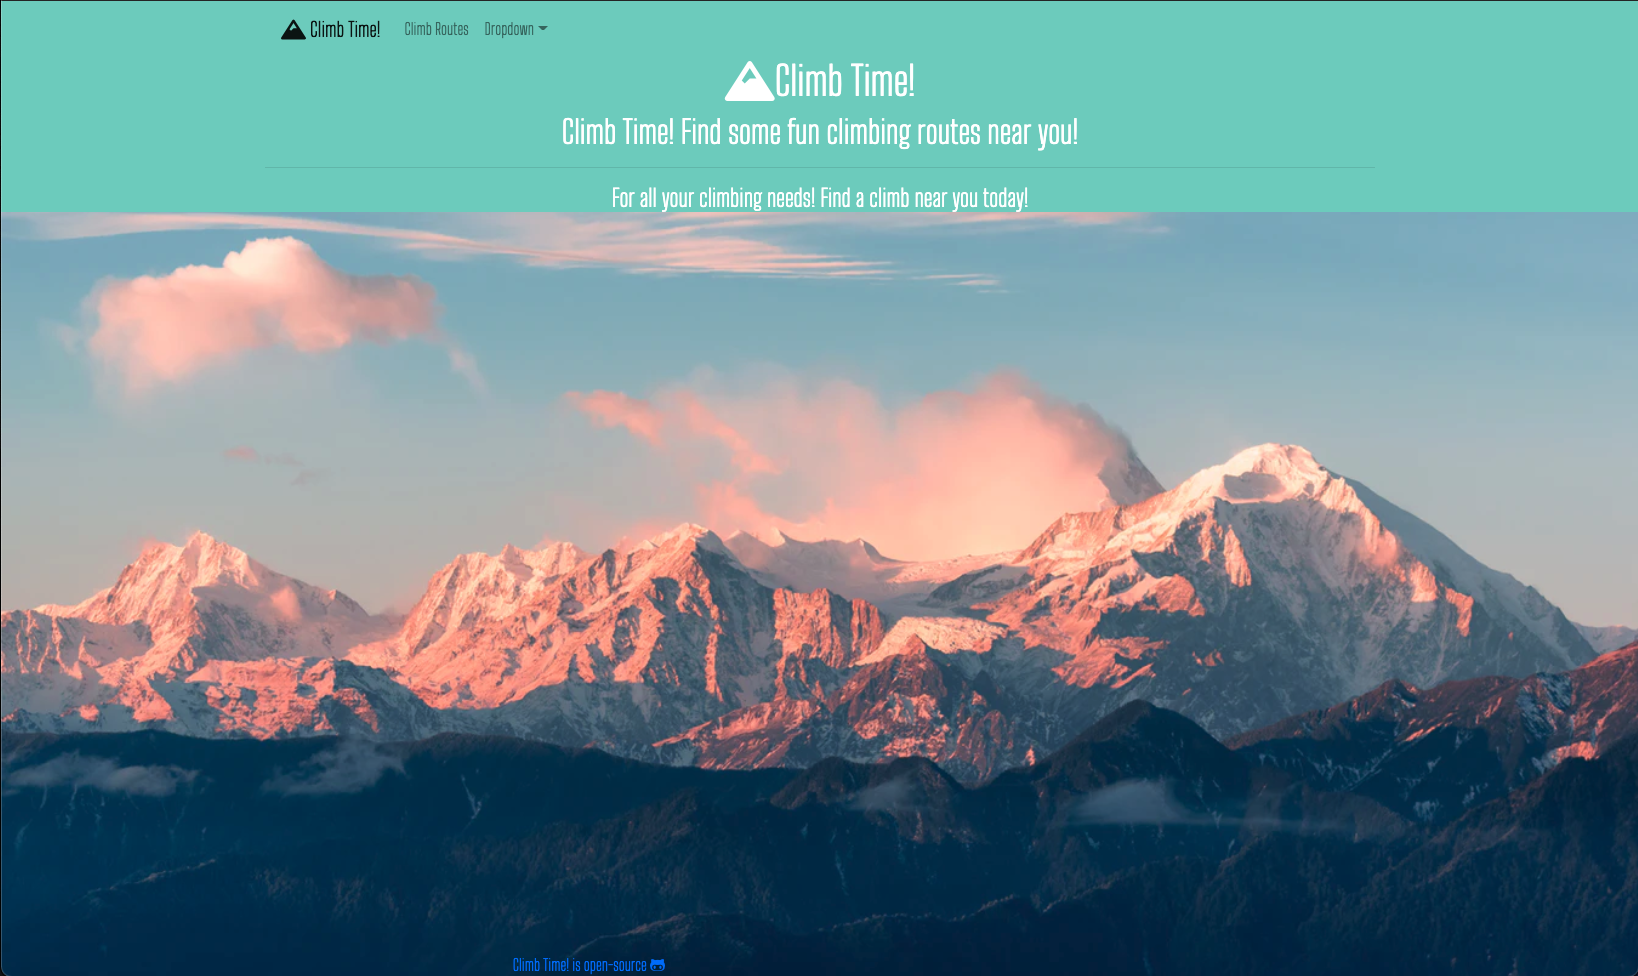 Climb Time! Climb Routes Dropdown
Climb Time!
Climb Time! Find some fun climbing routes near you!
For all your climbing needs! Find a climb near you today!
Climb Time! is open-source